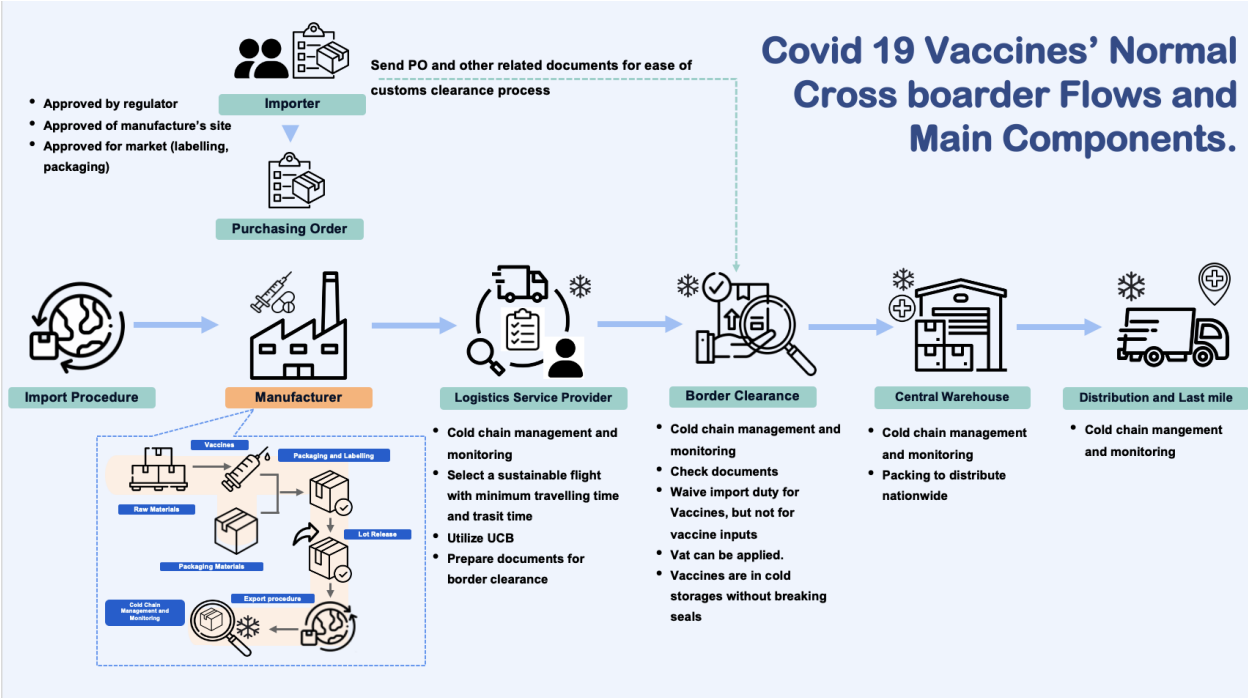 Covid 19 Vaccines’ Normal
Cross boarder Flows and
Main Components.
Send PO and other related documents for ease of
customs clearance process
Importer
• Approved by regulator
• Approved of manufacture’s site
• Approved for market (labelling,
packaging)
Purchasing Order
Import Procedure
Manufacturer
Logistics Service Provider
Border Clearance
Central Warehouse
Distribution and Last mile
Vaccines
Packaging and Labelling
Raw Materials
Lot Release
Packaging Materials
Export procedure
Cold Chain
Management and
Monitoring
• Cold chain management and
monitoring
• Select a sustainable flight
with minimum travelling time
and trasit time
• Utilize UCB
• Prepare documents for
border clearance
• Cold chain management and
monitoring
• Check documents
• Waive import duty for
Vaccines, but not for
vaccine inputs
• Vat can be applied.
• Vaccines are in cold
storages without breaking
seals
• Cold chain management
and monitoring
• Packing to distribute
nationwide
• Cold chain mangement
and monitoring